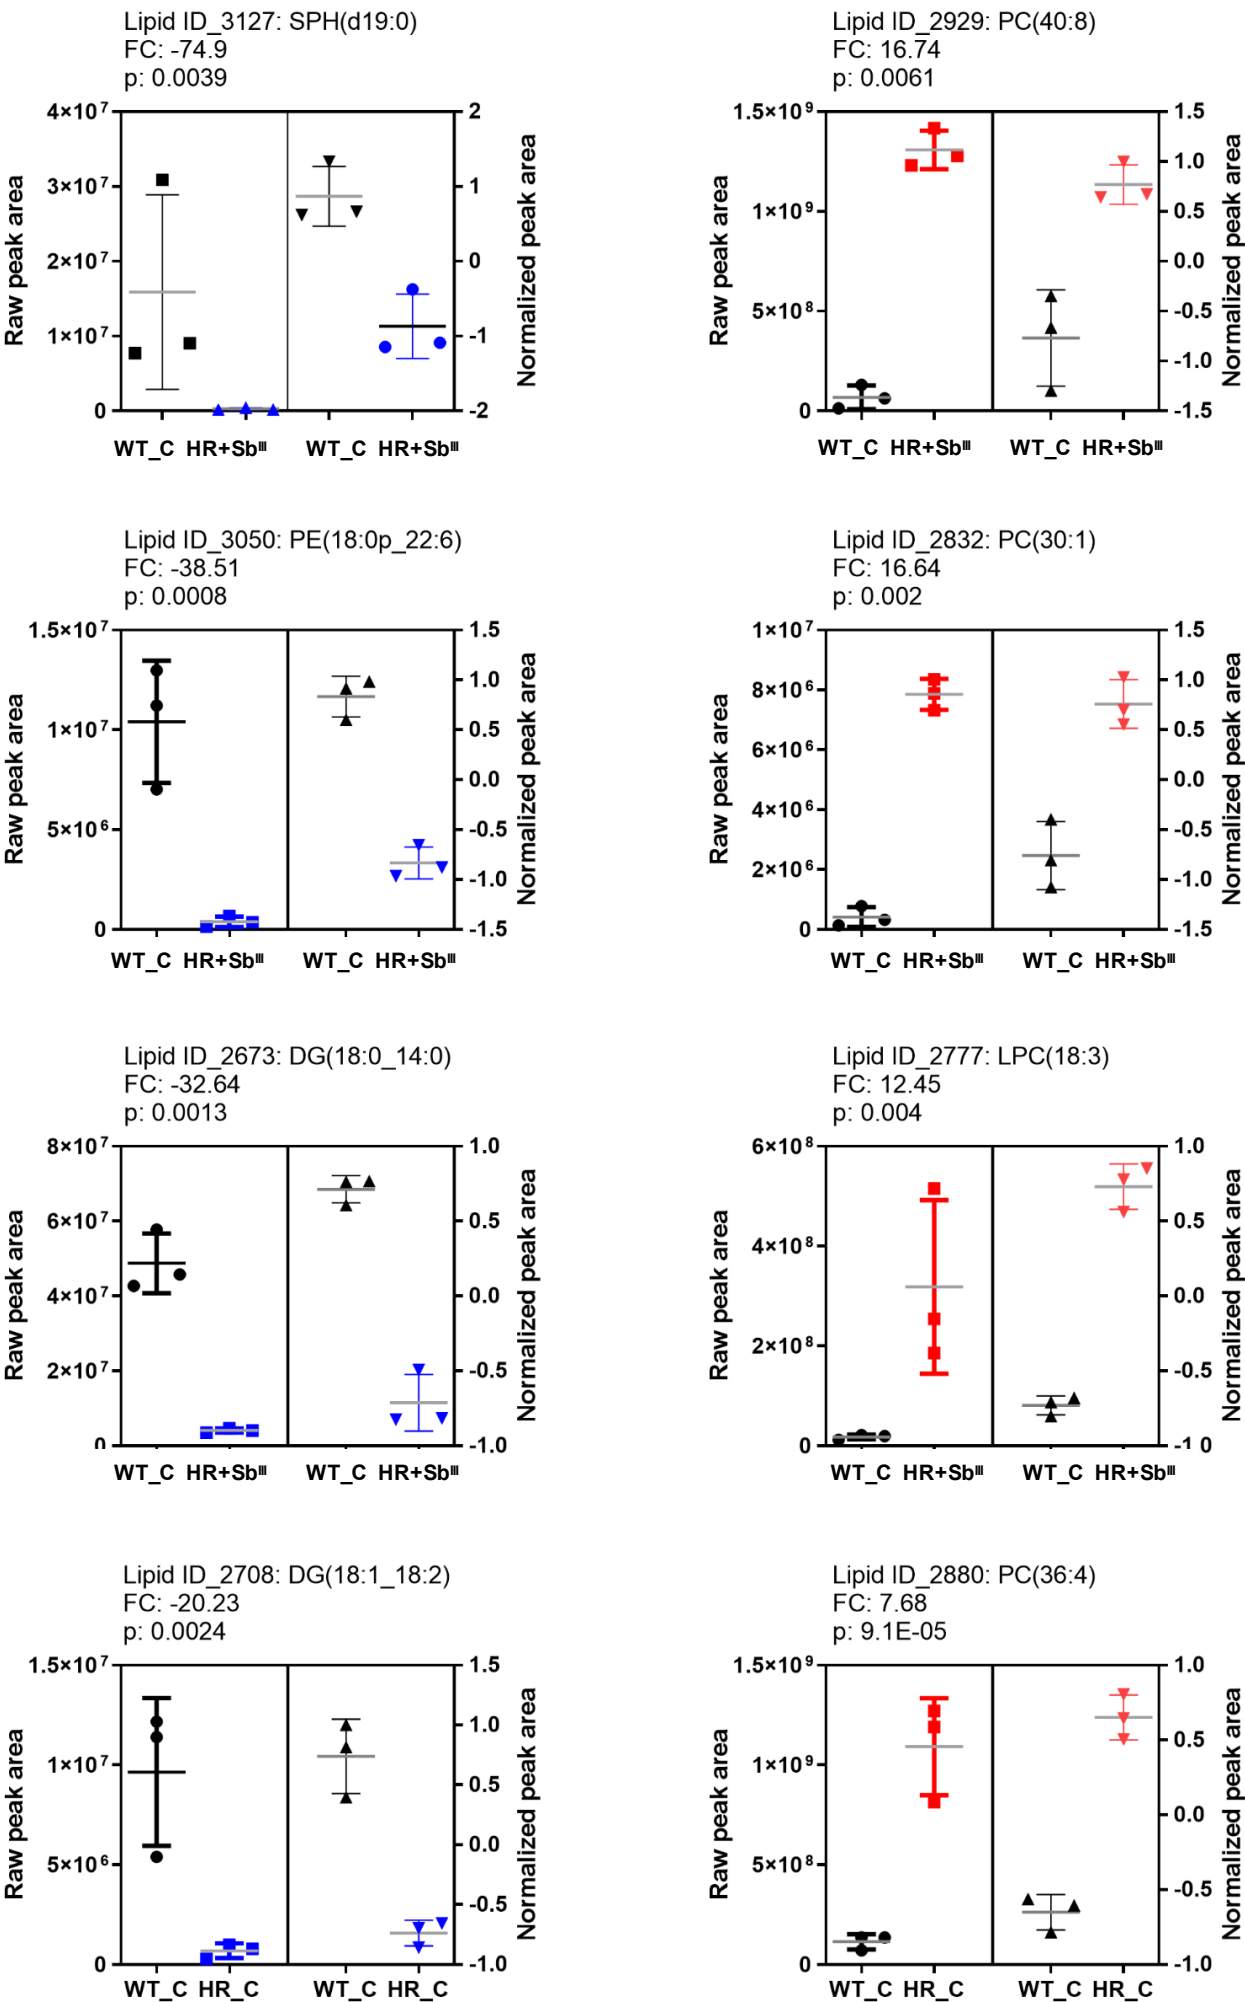 Lipid ID_3127: SPH(d19:0)
FC: -74.9
p: 0.0039
4×10⁷
3×10⁷
2×10⁷
1×10⁷
0
2
1
0
-1
-2
Raw peak area
Normalized peak area
WT_C HR+Sbᴵᴵᴵ WT_C HR+Sbᴵᴵᴵ
Lipid ID_2929: PC(40:8)
FC: 16.74
p: 0.0061
1.5×10⁹
1×10⁹
5×10⁸
0
1.5
1.0
0.5
0.0
-0.5
-1.0
-1.5
Raw peak area
Normalized peak area
WT_C HR+Sbᴵᴵᴵ WT_C HR+Sbᴵᴵᴵ
Lipid ID_3050: PE(18:0p_22:6)
FC: -38.51
p: 0.0008
1.5×10⁷
1×10⁷
5×10⁶
0
1.5
1.0
0.5
0.0
-0.5
-1.0
-1.5
Raw peak area
Normalized peak area
WT_C HR+Sbᴵᴵᴵ WT_C HR+Sbᴵᴵᴵ
Lipid ID_2832: PC(30:1)
FC: 16.64
p: 0.002
1×10⁷
8×10⁶
6×10⁶
4×10⁶
2×10⁶
0
1.5
1.0
0.5
0.0
-0.5
-1.0
-1.5
Raw peak area
Normalized peak area
WT_C HR+Sbᴵᴵᴵ WT_C HR+Sbᴵᴵᴵ
Lipid ID_2673: DG(18:0_14:0)
FC: -32.64
p: 0.0013
8×10⁷
6×10⁷
4×10⁷
2×10⁷
0
1.0
0.5
0.0
-0.5
-1.0
Raw peak area
Normalized peak area
WT_C HR+Sbᴵᴵᴵ WT_C HR+Sbᴵᴵᴵ
Lipid ID_2777: LPC(18:3)
FC: 12.45
p: 0.004
6×10⁸
4×10⁸
2×10⁸
0
1.0
0.5
0.0
-0.5
-1 0
Raw peak area
Normalized peak area
WT_C HR+Sbᴵᴵᴵ WT_C HR+Sbᴵᴵᴵ
Lipid ID_2708: DG(18:1_18:2)
FC: -20.23
p: 0.0024
1.5×10⁷
1×10⁷
5×10⁶
0
1.5
1.0
0.5
0.0
-0.5
-1.0
Raw peak area
Normalized peak area
WT_C HR_C WT_C HR_C
Lipid ID_2880: PC(36:4)
FC: 7.68
p: 9.1E-05
1.5×10⁹
1×10⁹
5×10⁸
0
1.0
0.5
0.0
-0.5
-1.0
Raw peak area
Normalized peak area
WT_C HR_C WT_C HR_C